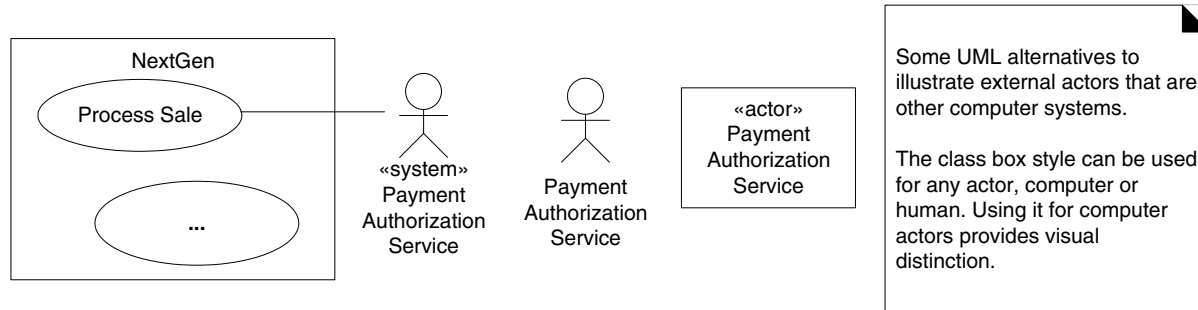 NextGen
Process Sale
...
«system»
Payment
Authorization
Service
Payment
Authorization
Service
«actor»
Payment
Authorization
Service
Some UML alternatives to
illustrate external actors that are
other computer systems.
The class box style can be used
for any actor, computer or
human. Using it for computer
actors provides visual
distinction.